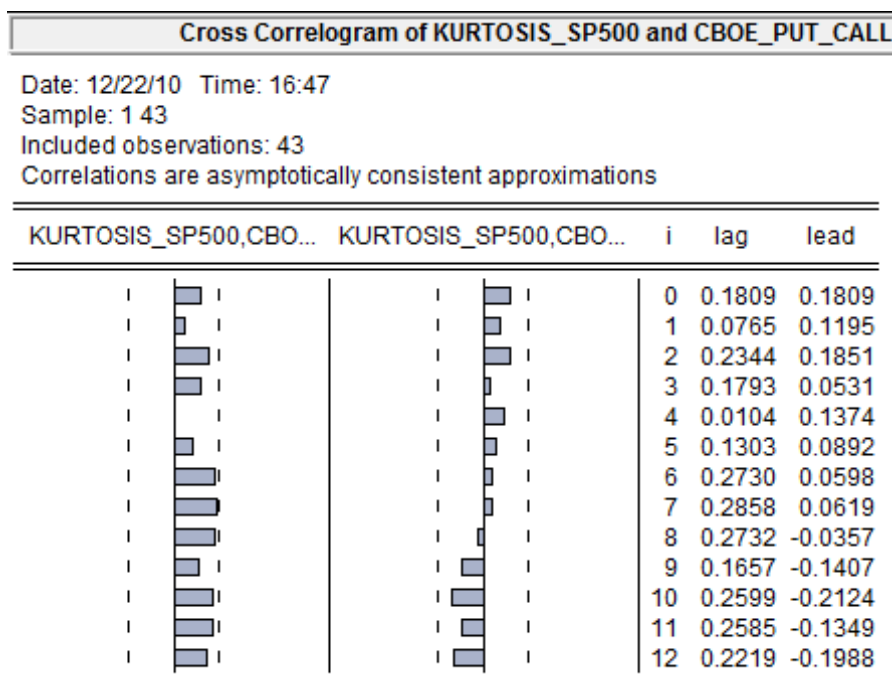 Cross Correlogram of KURTOSIS_SP500 and CBOE_PUT_CALL
Date: 12/22/10 Time: 16:47
Sample: 1 43
Included observations: 43
Correlations are asymptotically consistent approximations
KURTOSIS_SP500,CBO... KURTOSIS_SP500,CBO... i lag lead
0 0.1809 0.1809
1 0.0765 0.1195
2 0.2344 0.1851
3 0.1793 0.0531
4 0.0104 0.1374
5 0.1303 0.0892
6 0.2730 0.0598
7 0.2858 0.0619
8 0.2732 -0.0357
9 0.1657 -0.1407
10 0.2599 -0.2124
11 0.2585 -0.1349
12 0.2219 -0.1988